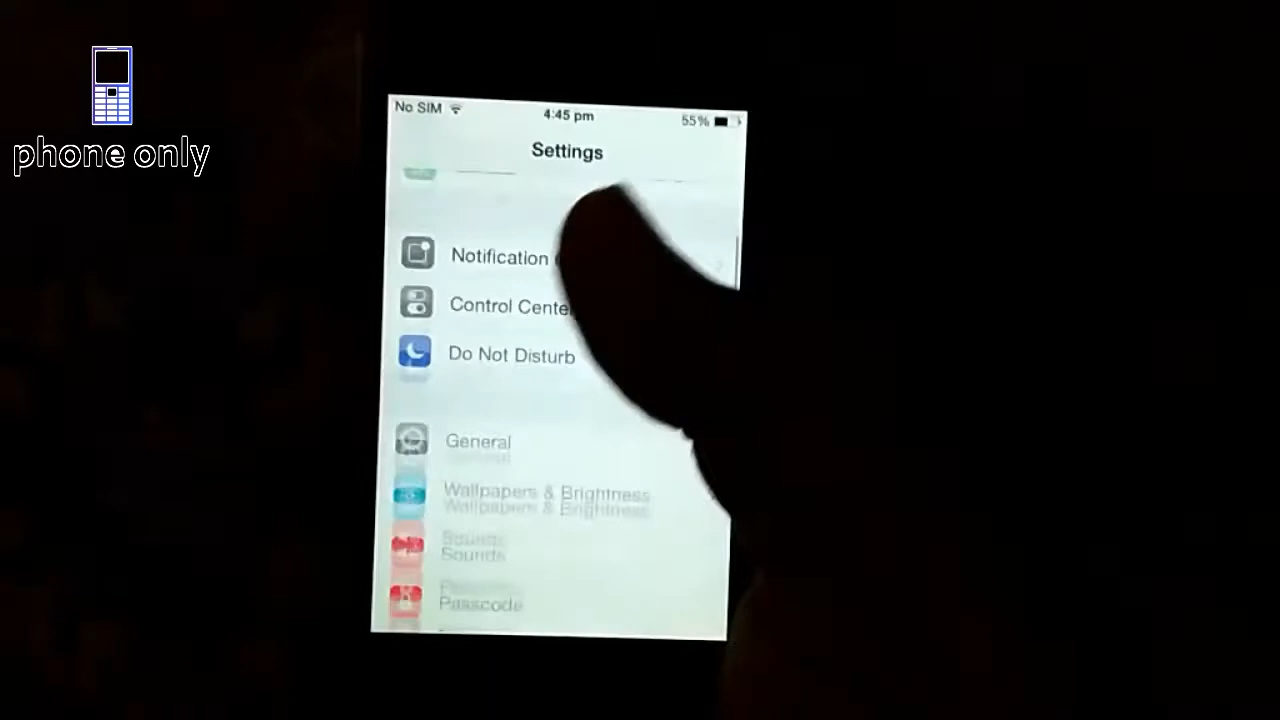 phone only
No SIM 4:45 pm 55%
Settings
Notification
Control Center
Do Not Disturb
General
Wallpapers & Brightness
Sounds
Passcode